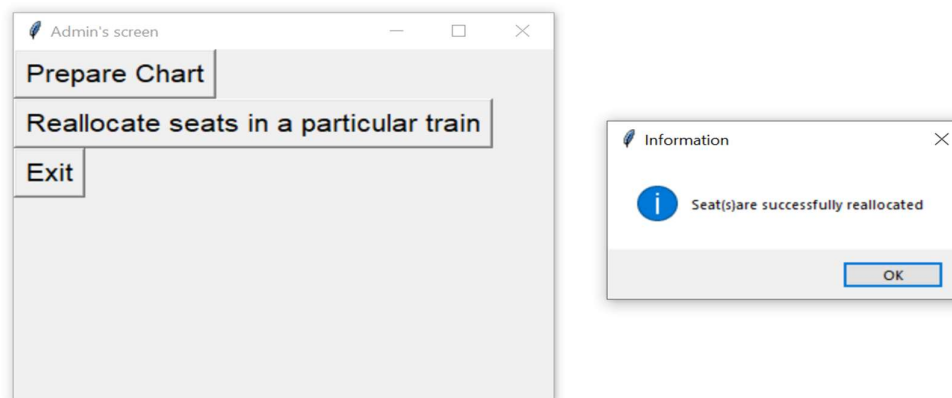 Admin's screen
Prepare Chart
Reallocate seats in a particular train
Exit
Information
Seat(s)are successfully reallocated
OK